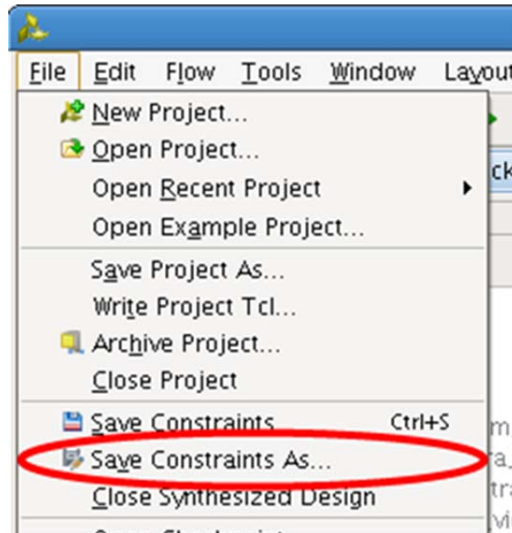 File Edit Flow Tools Window Layout
New Project...
Open Project...
Open Recent Project
Open Example Project...
Save Project As...
Write Project Tcl...
Archive Project...
Close Project
Save Constraints Ctrl+S
Save Constraints As...
Close Synthesized Design